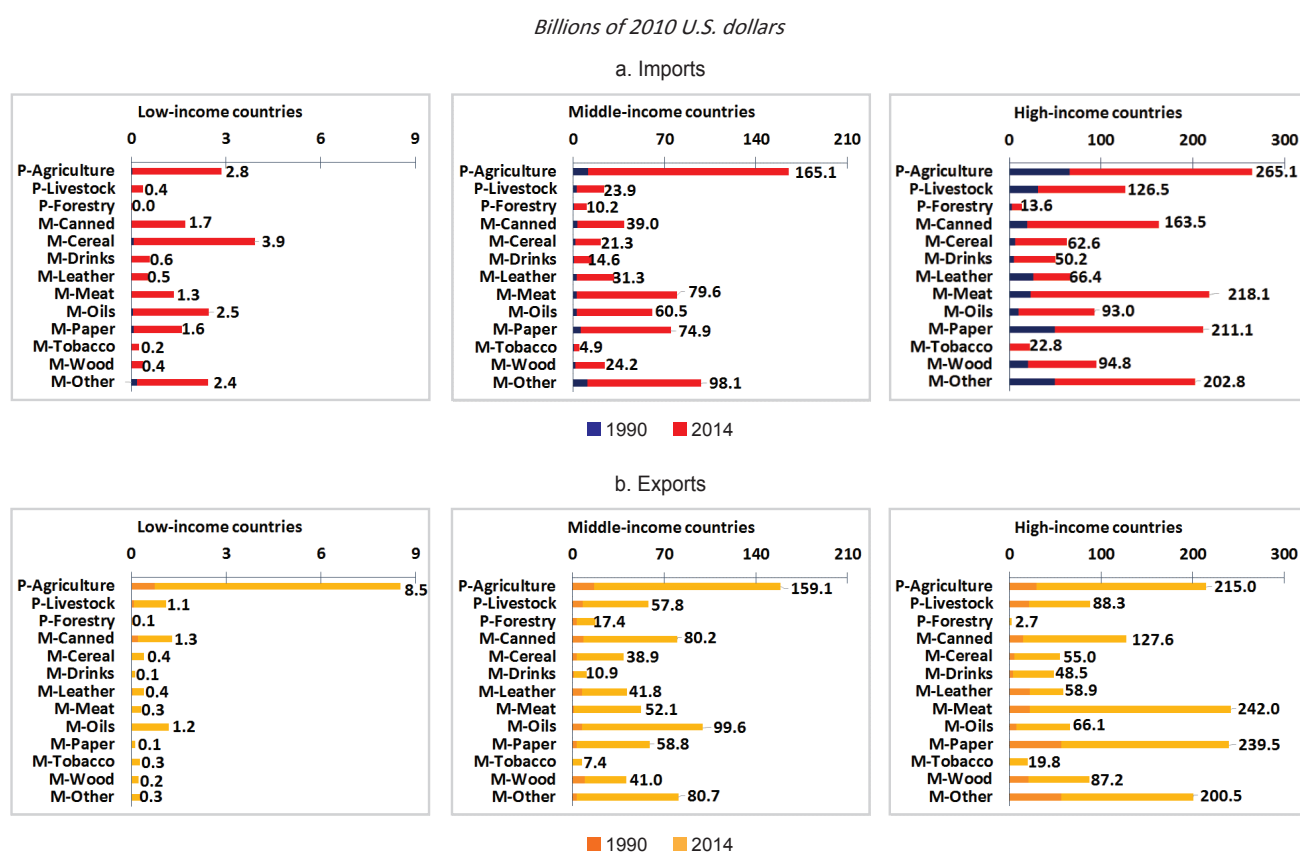 Billions of 2010 U.S. dollars
a. Imports
Low-income countries
0 3 6 9
P-Agriculture 2.8
P-Livestock 0.4
P-Forestry 0.0
M-Canned 1.7
M-Cereal 3.9
M-Drinks 0.6
M-Leather 0.5
M-Meat 1.3
M-Oils 2.5
M-Paper 1.6
M-Tobacco 0.2
M-Wood 0.4
M-Other 2.4
Middle-income countries
0 70 140 210
P-Agriculture 165.1
P-Livestock 23.9
P-Forestry 10.2
M-Canned 39.0
M-Cereal 21.3
M-Drinks 14.6
M-Leather 31.3
M-Meat 79.6
M-Oils 60.5
M-Paper 74.9
M-Tobacco 4.9
M-Wood 24.2
M-Other 98.1
High-income countries
0 100 200 300
P-Agriculture 265.1
P-Livestock 126.5
P-Forestry 13.6
M-Canned 163.5
M-Cereal 62.6
M-Drinks 50.2
M-Leather 66.4
M-Meat 218.1
M-Oils 93.0
M-Paper 211.1
M-Tobacco 22.8
M-Wood 94.8
M-Other 202.8
1990 2014
b. Exports
Low-income countries
0 3 6 9
P-Agriculture 8.5
P-Livestock 1.1
P-Forestry 0.1
M-Canned 1.3
M-Cereal 0.4
M-Drinks 0.1
M-Leather 0.4
M-Meat 0.3
M-Oils 1.2
M-Paper 0.1
M-Tobacco 0.3
M-Wood 0.2
M-Other 0.3
Middle-income countries
0 70 140 210
P-Agriculture 159.1
P-Livestock 57.8
P-Forestry 17.4
M-Canned 80.2
M-Cereal 38.9
M-Drinks 10.9
M-Leather 41.8
M-Meat 52.1
M-Oils 99.6
M-Paper 58.8
M-Tobacco 7.4
M-Wood 41.0
M-Other 80.7
High-income countries
0 100 200 300
P-Agriculture 215.0
P-Livestock 88.3
P-Forestry 2.7
M-Canned 127.6
M-Cereal 55.0
M-Drinks 48.5
M-Leather 58.9
M-Meat 242.0
M-Oils 66.1
M-Paper 239.5
M-Tobacco 19.8
M-Wood 87.2
M-Other 200.5
1990 2014